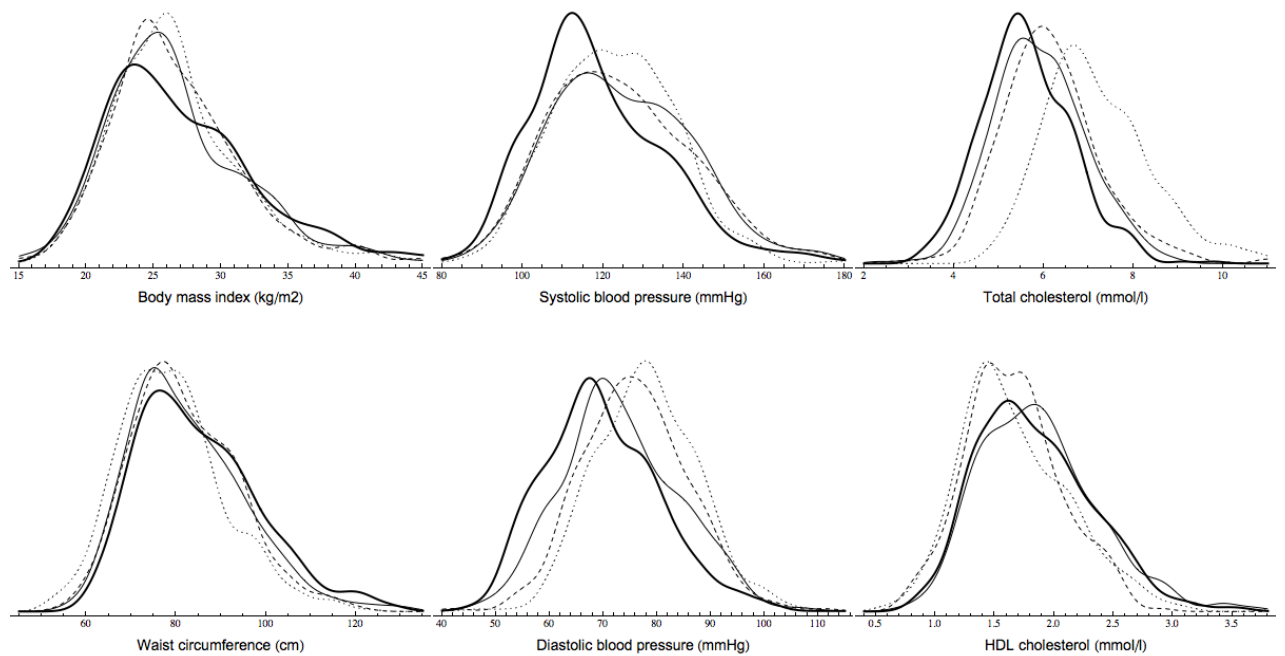 15 20 25 30 35 40 45
Body mass index (kg/m2)
80 100 120 140 160 180
Systolic blood pressure (mmHg)
2 4 6 8 10
Total cholesterol (mmol/l)
60 80 100 120
Waist circumference (cm)
40 50 60 70 80 90 100 110
Diastolic blood pressure (mmHg)
0.5 1.0 1.5 2.0 2.5 3.0 3.5
HDL cholesterol (mmol/l)